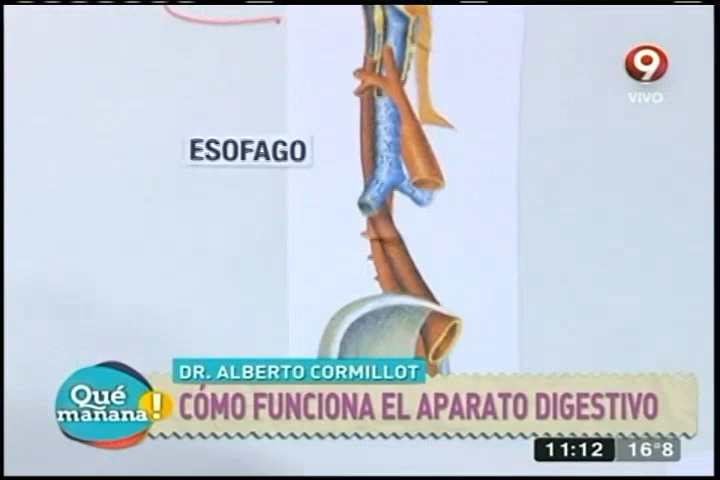 9
VIVO
ESOFAGO
DR. ALBERTO CORMILLOT
Qué mañana!
CÓMO FUNCIONA EL APARATO DIGESTIVO
11:12 16°8